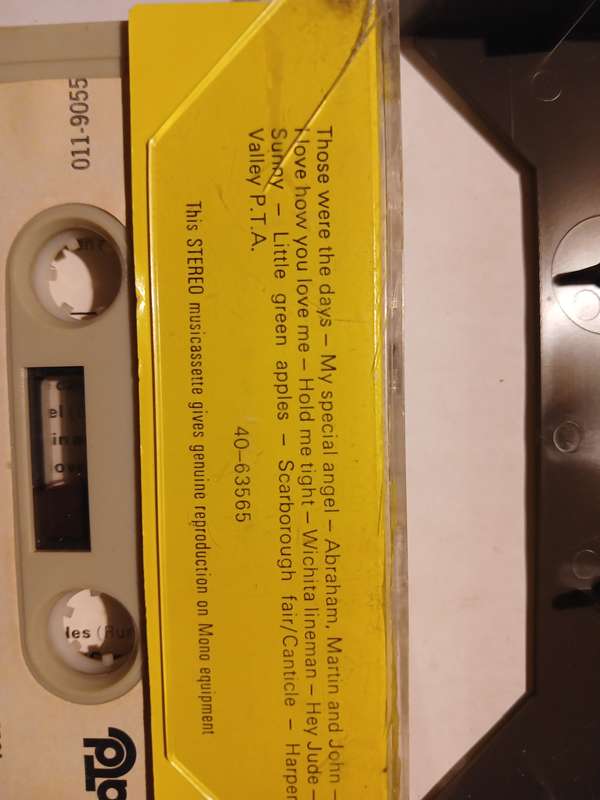 Those were the days – My special angel – Abraham, Martin and John –
I love how you love me – Hold me tight – Wichita lineman – Hey Jude –
Sunny – Little green apples – Scarborough fair/Canticle – Harper
Valley P.T.A.
40–63565
This STEREO musicassette gives genuine reproduction on Mono equipment
011-9055
les (Bur